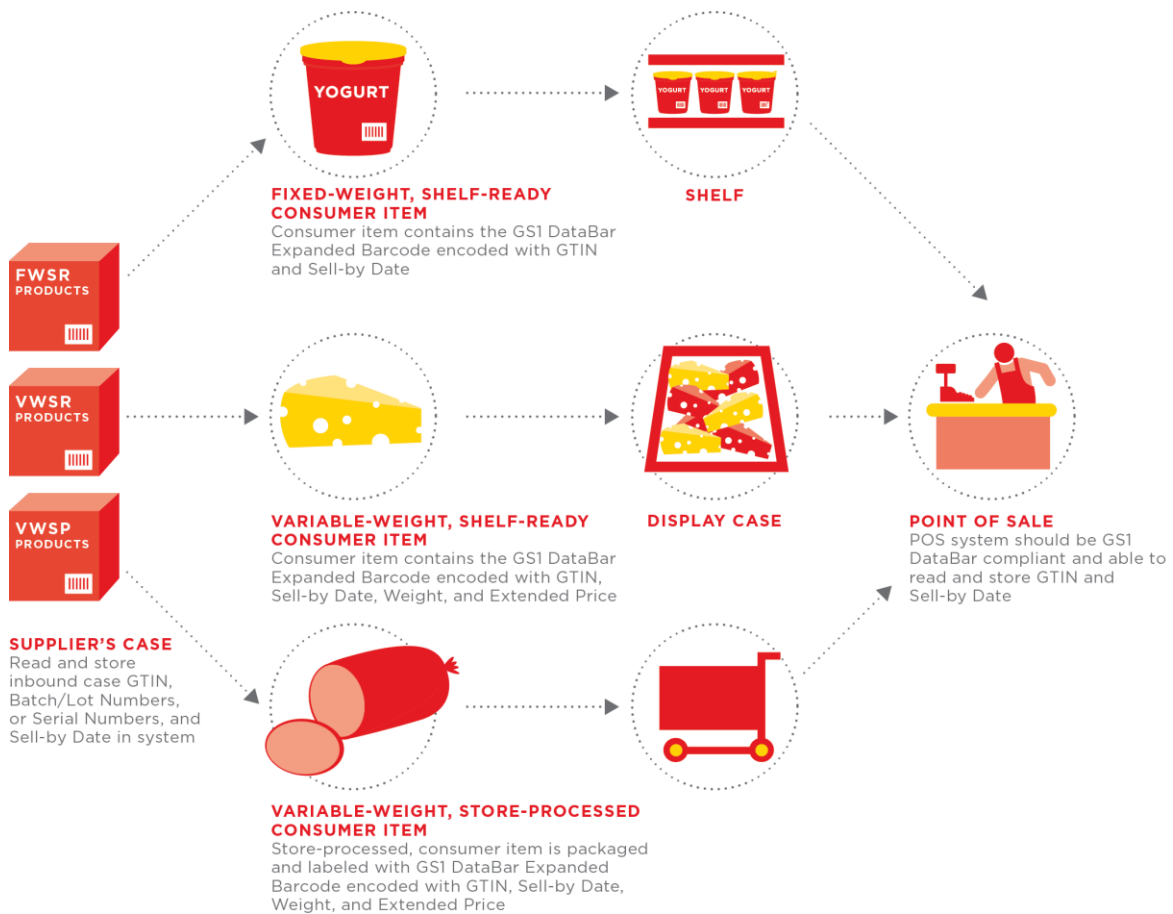 YOGURT
YOGURT YOGURT YOGURT
FIXED-WEIGHT, SHELF-READY
CONSUMER ITEM
Consumer item contains the GS1 DataBar
Expanded Barcode encoded with GTIN
and Sell-by Date
SHELF
FWSR
PRODUCTS
VWSR
PRODUCTS
VWSP
PRODUCTS
SUPPLIER’S CASE
Read and store
inbound case GTIN,
Batch/Lot Numbers,
or Serial Numbers, and
Sell-by Date in system
VARIABLE-WEIGHT, SHELF-READY
CONSUMER ITEM
Consumer item contains the GS1 DataBar
Expanded Barcode encoded with GTIN,
Sell-by Date, Weight, and Extended Price
DISPLAY CASE
POINT OF SALE
POS system should be GS1
DataBar compliant and able to
read and store GTIN and
Sell-by Date
VARIABLE-WEIGHT, STORE-PROCESSED
CONSUMER ITEM
Store-processed, consumer item is packaged
and labeled with GS1 DataBar Expanded
Barcode encoded with GTIN, Sell-by Date,
Weight, and Extended Price